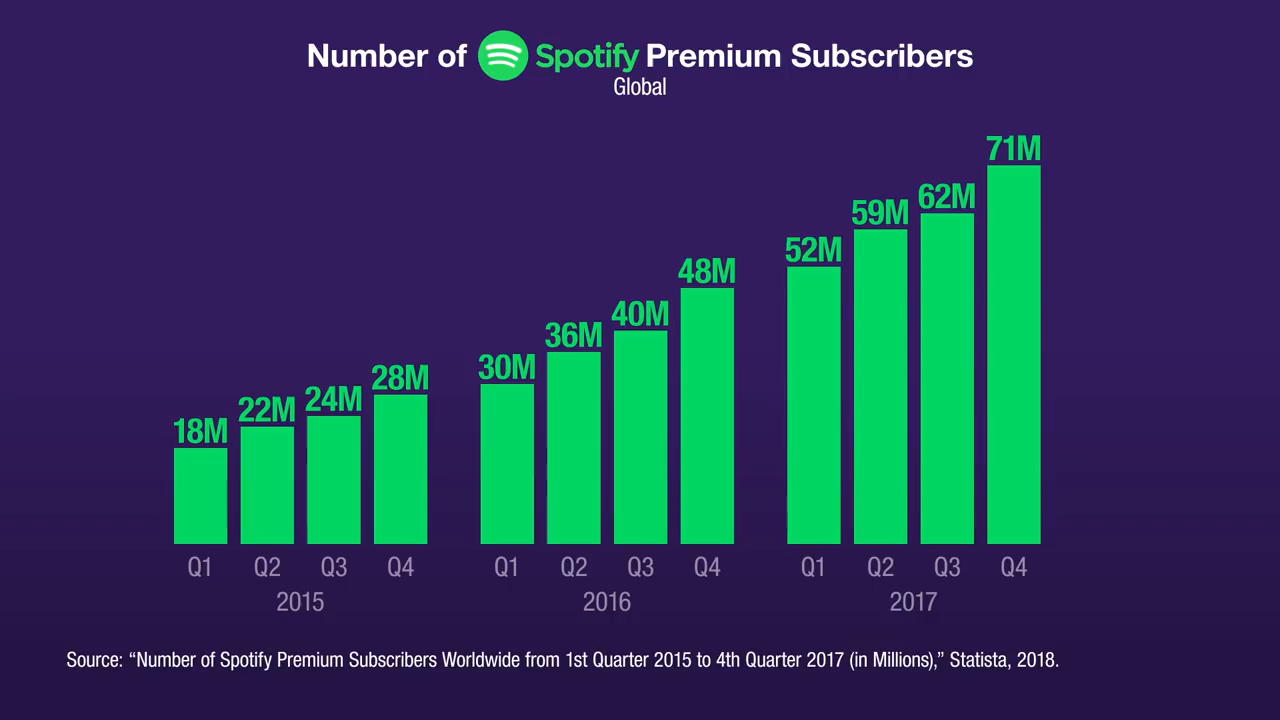 Number of Spotify Premium Subscribers
Global
18M 22M 24M 28M 30M 36M 40M 48M 52M 59M 62M 71M
Q1 Q2 Q3 Q4 Q1 Q2 Q3 Q4 Q1 Q2 Q3 Q4
2015 2016 2017
Source: “Number of Spotify Premium Subscribers Worldwide from 1st Quarter 2015 to 4th Quarter 2017 (in Millions),” Statista, 2018.